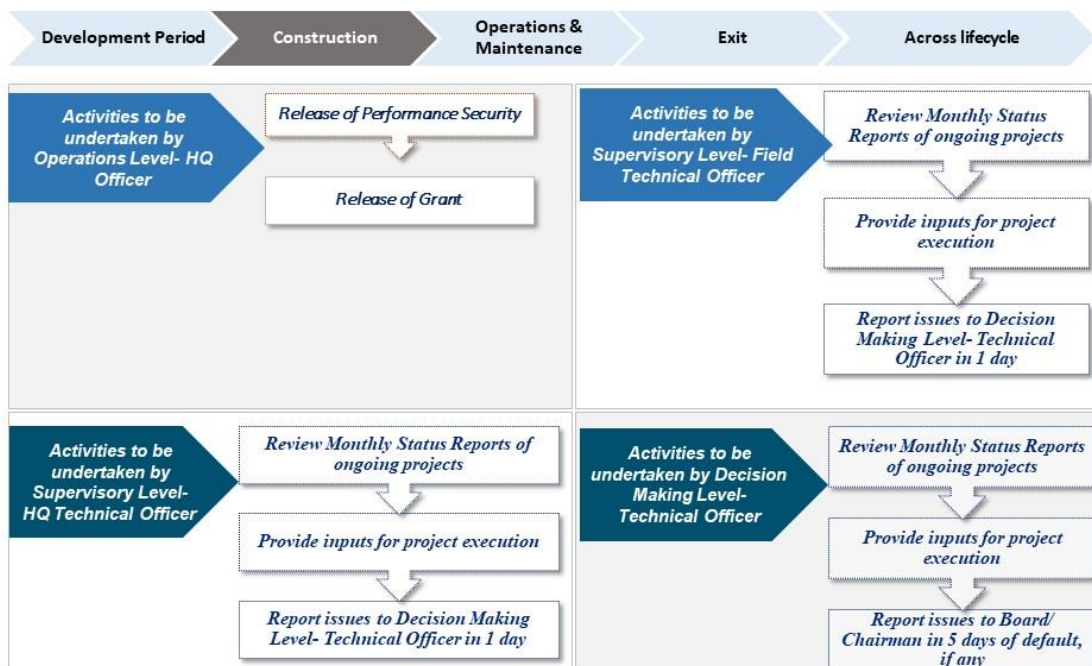 Development Period
Construction
Operations &
Maintenance
Exit
Across lifecycle
Activities to be
undertaken by
Operations Level- HQ
Officer
Release of Performance Security
Release of Grant
Activities to be
undertaken by
Supervisory Level- Field
Technical Officer
Review Monthly Status
Reports of ongoing projects
Provide inputs for project
execution
Report issues to Decision
Making Level- Technical
Officer in 1 day
Activities to be
undertaken by
Supervisory Level-
HQ Technical Officer
Review Monthly Status Reports of
ongoing projects
Provide inputs for project execution
Report issues to Decision Making
Level- Technical Officer in 1 day
Activities to be
undertaken by Decision
Making Level-
Technical Officer
Review Monthly Status Reports
of ongoing projects
Provide inputs for project
execution
Report issues to Board/
Chairman in 5 days of default,
if any